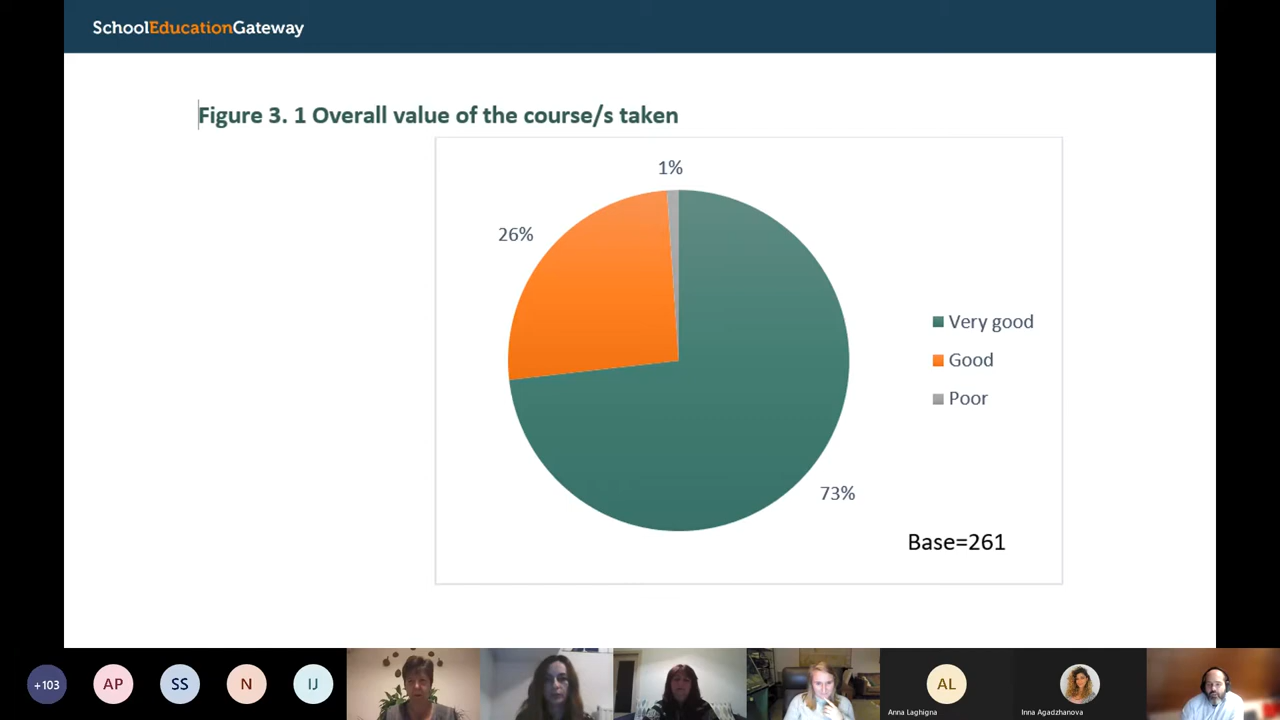 SchoolEducationGateway
Figure 3. 1 Overall value of the course/s taken
1%
26%
Very good
Good
Poor
73%
Base=261
+103
AP
SS
N
IJ
AL
Anna Laghigna
Inna Agadzhanova